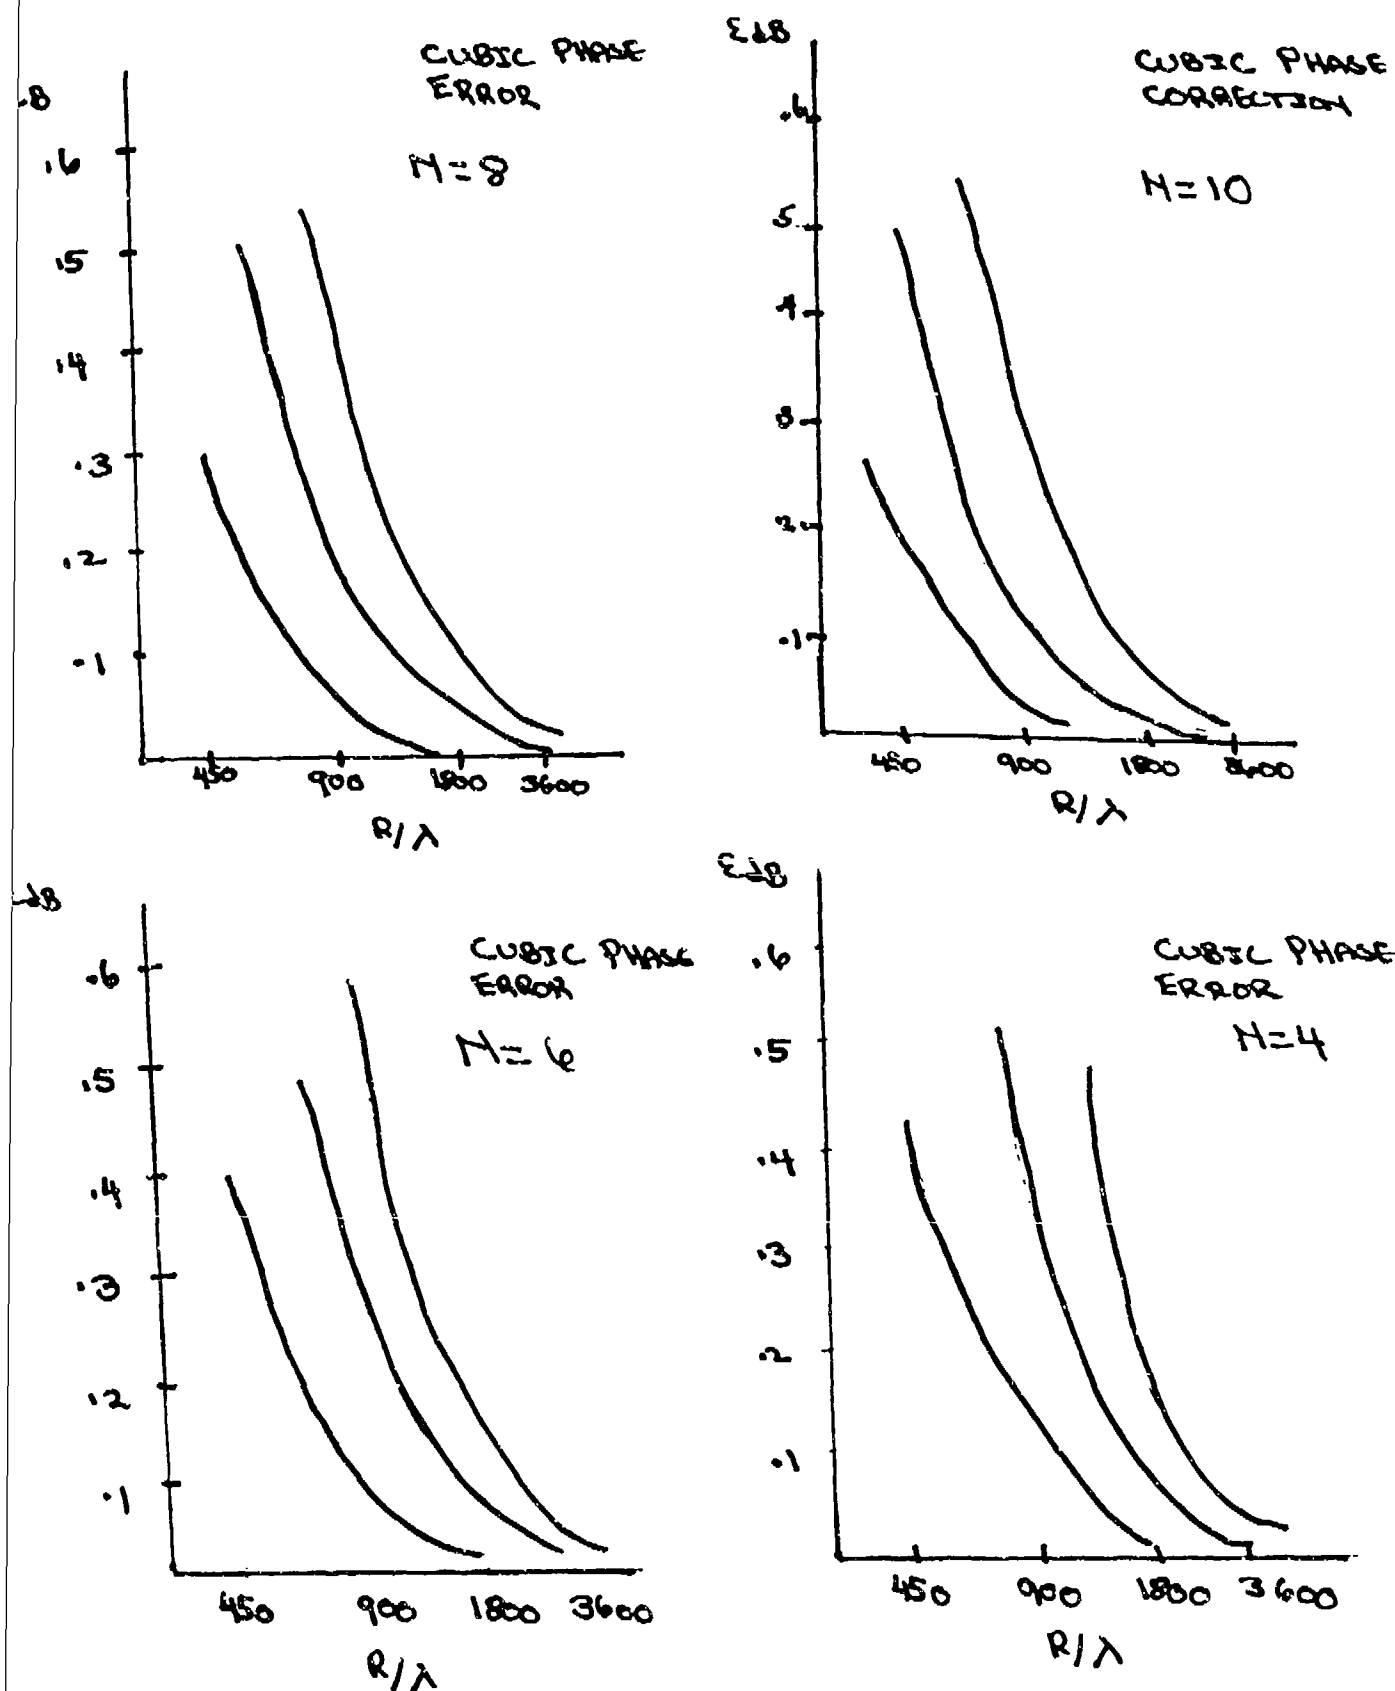 CUBIC PHASE
ERROR
N=8
.8
.6
.5
.4
.3
.2
.1
450 900 1800 3600
R/λ
ΣdB
CUBIC PHASE
CORRECTION
N=10
.6
.5
.4
.3
.2
.1
450 900 1800 3600
R/λ
dB
CUBIC PHASE
ERROR
N=6
.6
.5
.4
.3
.2
.1
450 900 1800 3600
R/λ
ΣdB
CUBIC PHASE
ERROR
N=4
.6
.5
.4
.3
.2
.1
450 900 1800 3600
R/λ